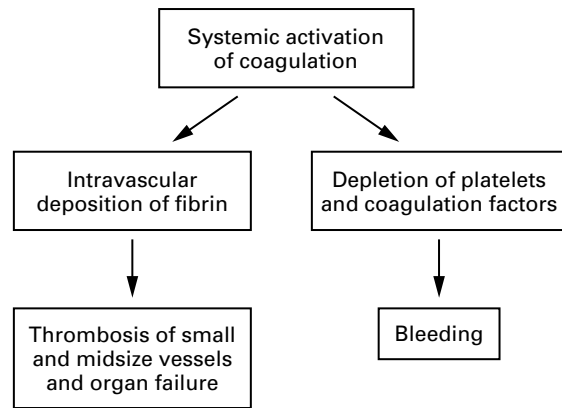 Systemic activation
of coagulation
Intravascular
deposition of fibrin
Depletion of platelets
and coagulation factors
Thrombosis of small
and midsize vessels
and organ failure
Bleeding